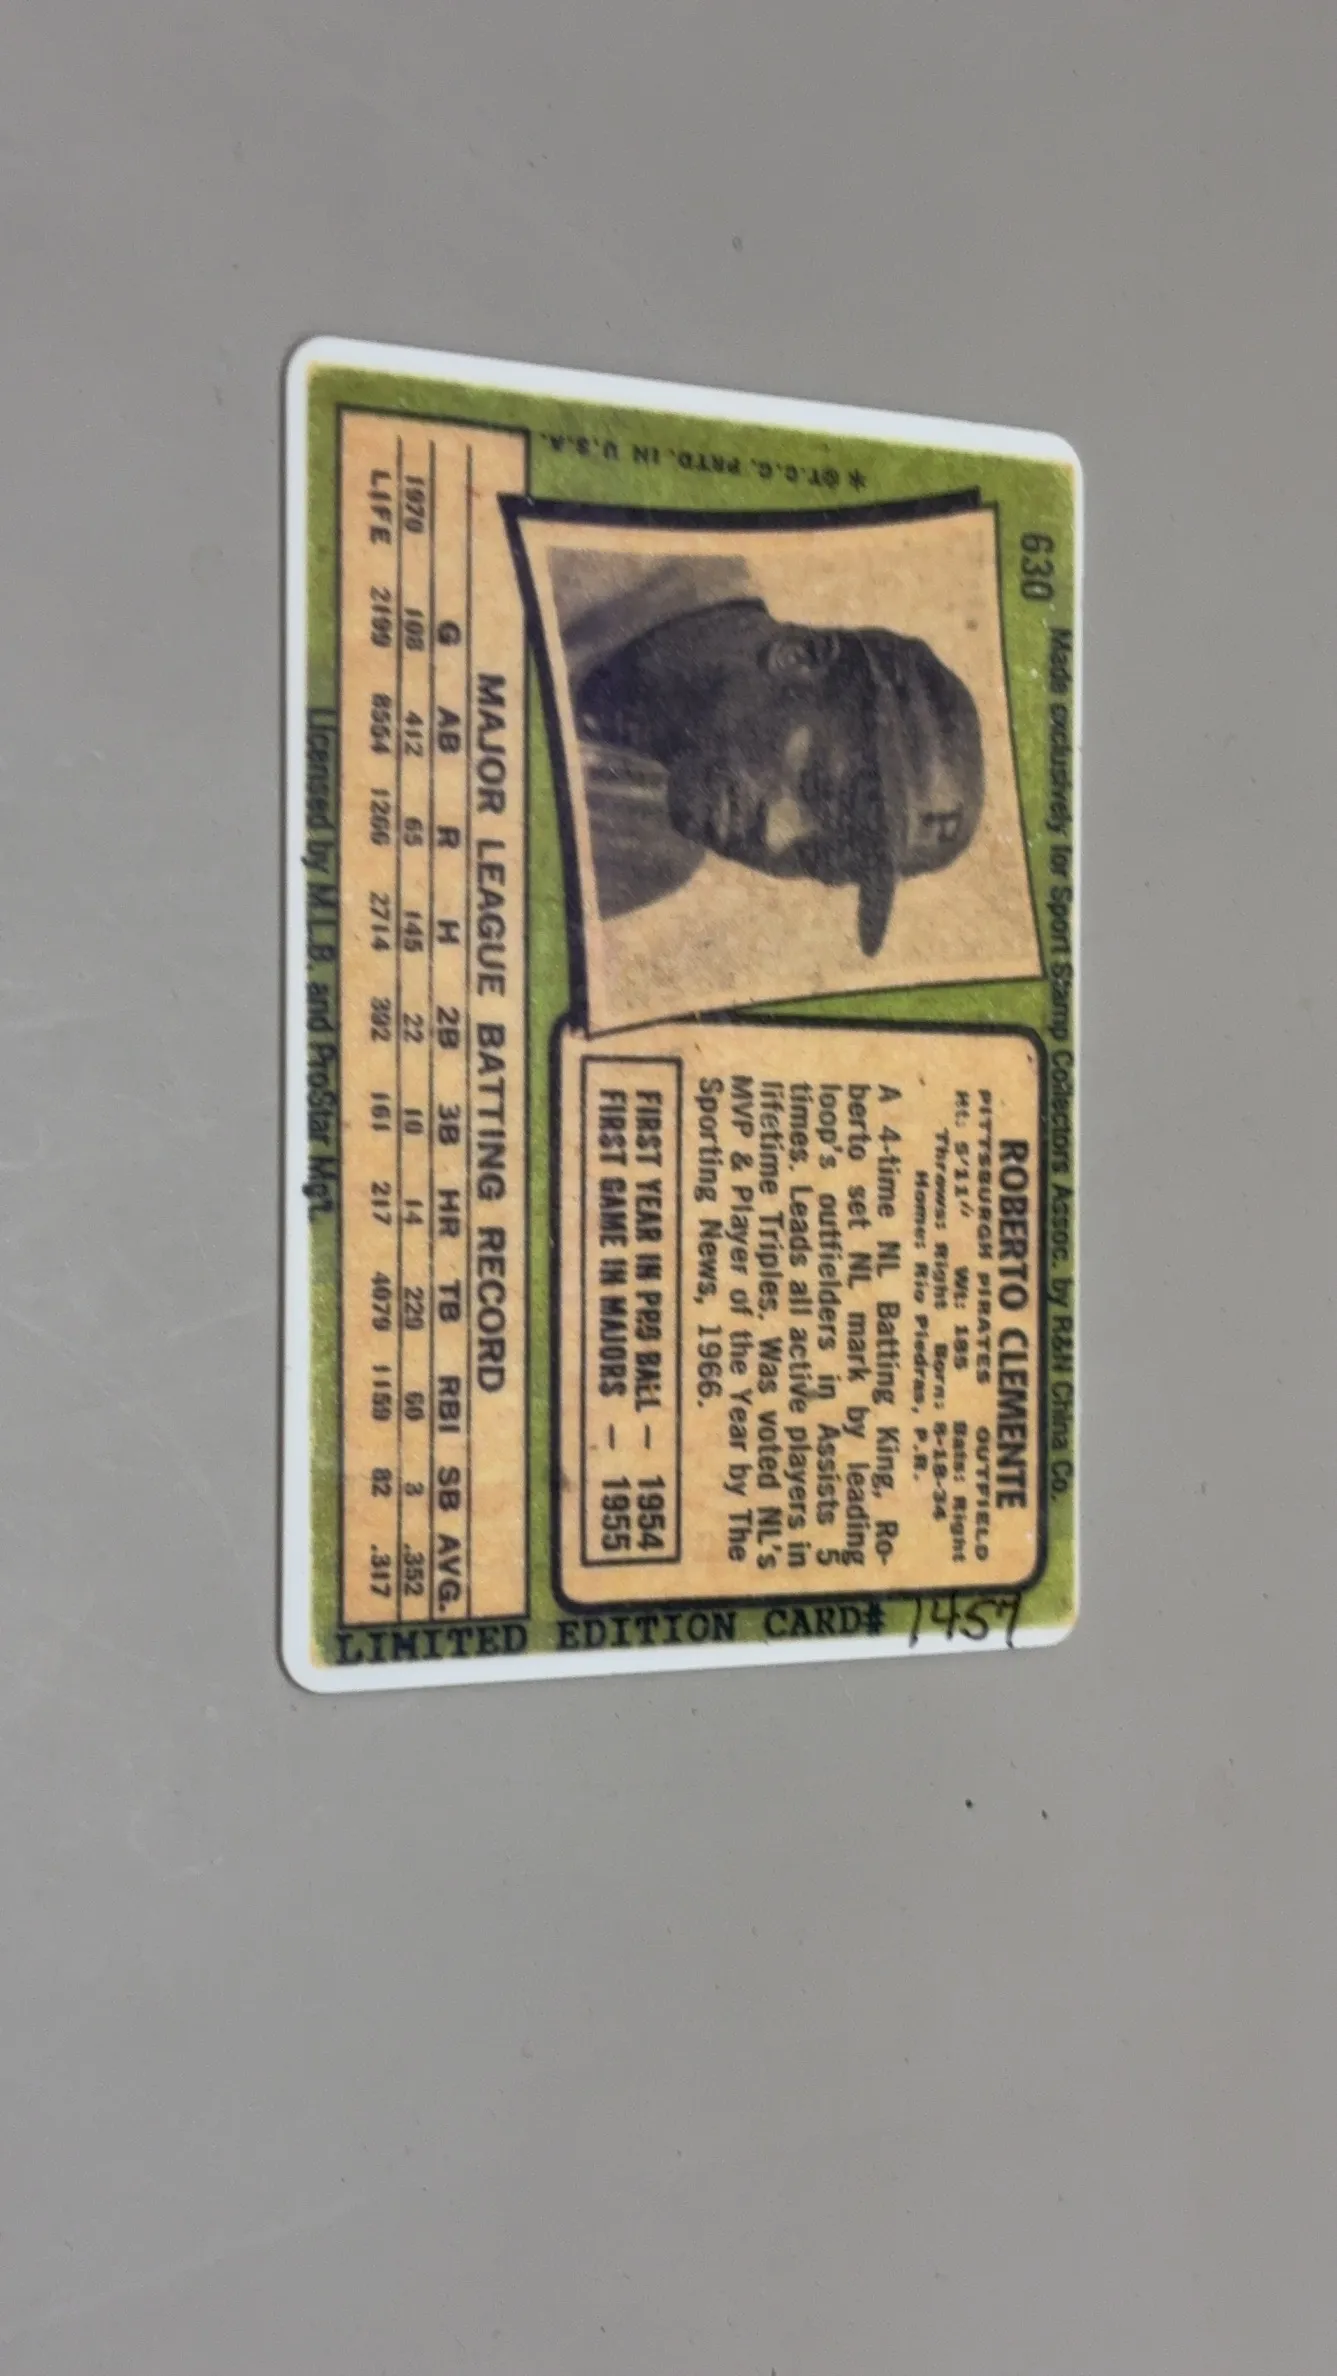 630
Made exclusively for Sport Stamp Collectors Assoc. by R&N China Co.
ROBERTO CLEMENTE
PITTSBURGH PIRATES OUTFIELD
Ht: 5'11" Wt: 185 Bats: Right
Throws: Right Born: 8-18-34
Home: Rio Piedras, P.R.
A 4-time NL Batting King, Ro-
berto set NL mark by leading
loop's outfielders in Assists 5
times. Leads all active players in
lifetime Triples. Was voted NL's
MVP & Player of the Year by The
Sporting News, 1966.
FIRST YEAR IN PRO BALL — 1954
FIRST GAME IN MAJORS — 1955
P
* ©T.C.G. PRTD. IN U.S.A.
MAJOR LEAGUE BATTING RECORD
G AB R H 2B 3B HR TB RBI SB AVG.
1970 108 412 65 145 22 10 14 229 60 3 .352
LIFE 2199 8554 1266 2714 392 161 217 4079 1159 82 .317
Licensed by M.L.B. and ProStar Mgt.
LIMITED EDITION CARD# 7457